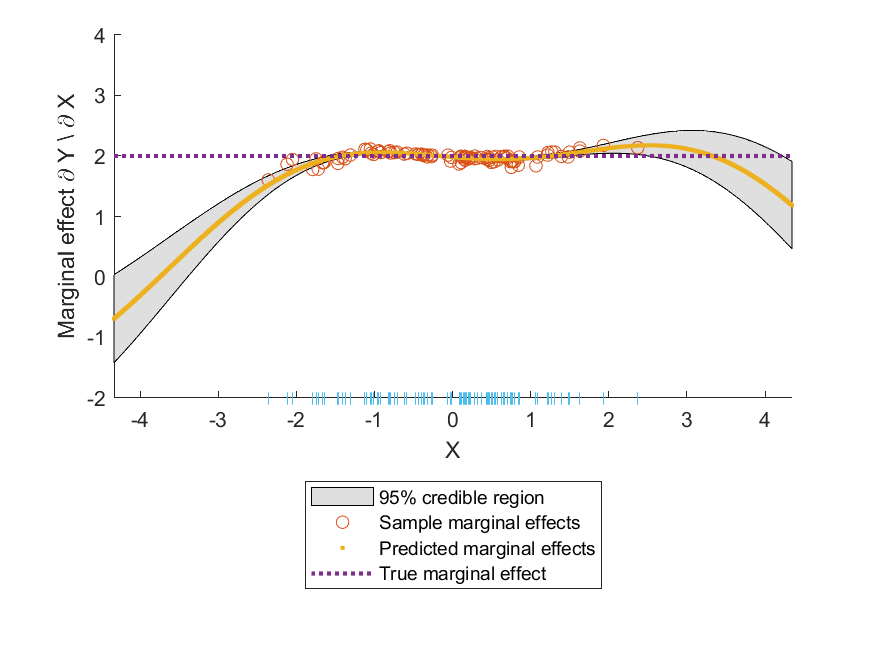 4
3
2
1
0
-1
-2
Marginal effect ∂ Y \ ∂ X
-4 -3 -2 -1 0 1 2 3 4
X
95% credible region
Sample marginal effects
Predicted marginal effects
True marginal effect